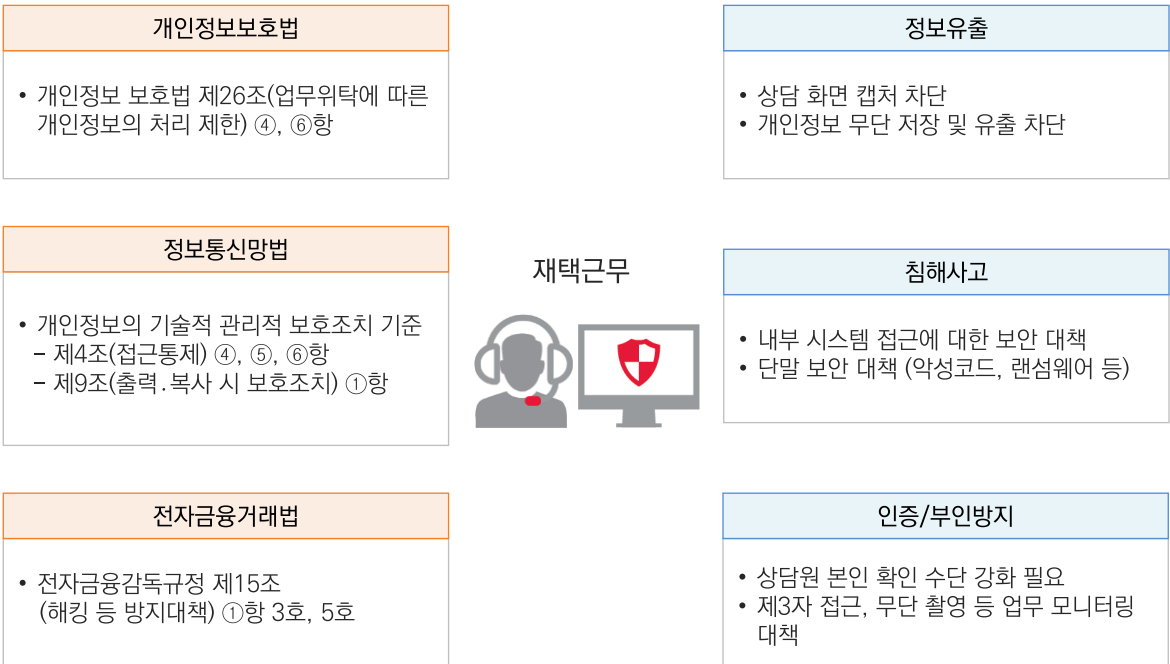 개인정보보호법
• 개인정보 보호법 제26조(업무위탁에 따른
개인정보의 처리 제한) ④, ⑥항
정보통신망법
• 개인정보의 기술적 관리적 보호조치 기준
– 제4조(접근통제) ④, ⑤, ⑥항
– 제9조(출력.복사 시 보호조치) ①항
전자금융거래법
• 전자금융감독규정 제15조
(해킹 등 방지대책) ①항 3호, 5호
재택근무
정보유출
• 상담 화면 캡처 차단
• 개인정보 무단 저장 및 유출 차단
침해사고
• 내부 시스템 접근에 대한 보안 대책
• 단말 보안 대책 (악성코드, 랜섬웨어 등)
인증/부인방지
• 상담원 본인 확인 수단 강화 필요
• 제3자 접근, 무단 촬영 등 업무 모니터링
대책